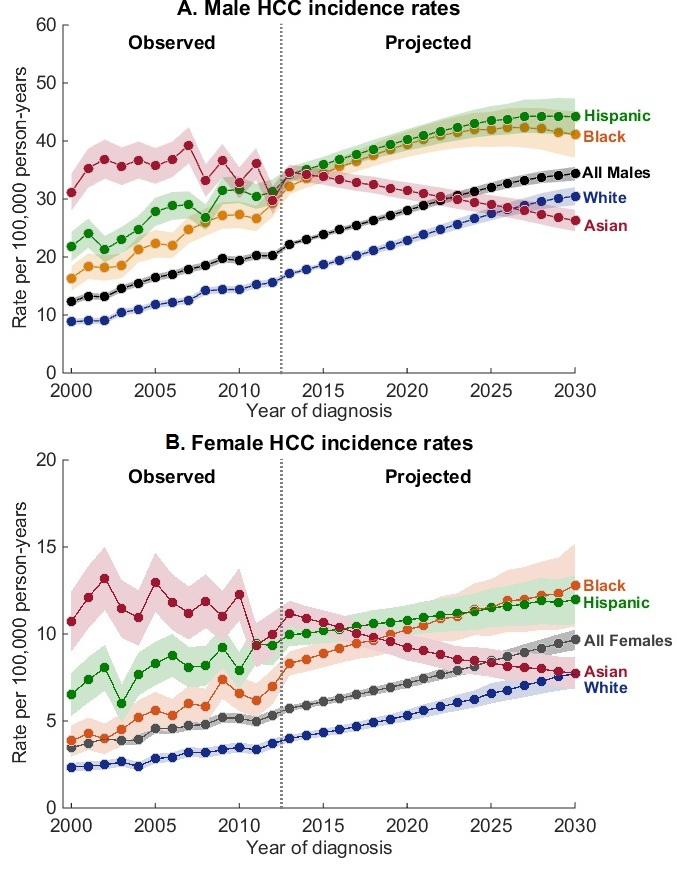 A. Male HCC incidence rates
60
50
40
30
20
10
0
Rate per 100,000 person-years
Observed
Projected
Hispanic
Black
All Males
White
Asian
2000 2005 2010 2015 2020 2025 2030
Year of diagnosis
B. Female HCC incidence rates
20
15
10
5
0
Rate per 100,000 person-years
Observed
Projected
Black
Hispanic
All Females
Asian
White
2000 2005 2010 2015 2020 2025 2030
Year of diagnosis